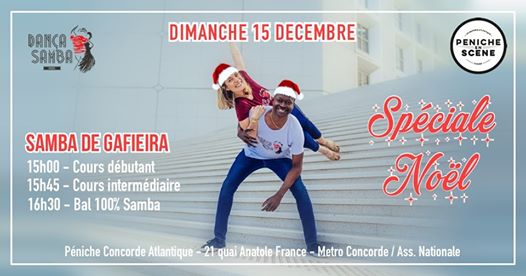 DANÇA
SAMBA
DIMANCHE 15 DECEMBRE
PENICHE
EN
SCÈNE
SAMBA DE GAFIEIRA
15h00 – Cours débutant
15h45 – Cours intermédiaire
16h30 – Bal 100% Samba
Spéciale
Noël
Péniche Concorde Atlantique – 21 quai Anatole France – Metro Concorde / Ass. Nationale